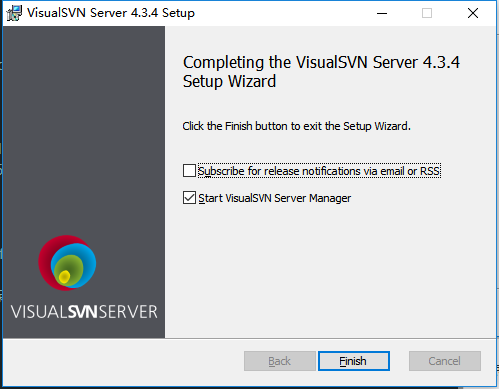 VisualSVN Server 4.3.4 Setup
Completing the VisualSVN Server 4.3.4
Setup Wizard
Click the Finish button to exit the Setup Wizard.
Subscribe for release notifications via email or RSS
Start VisualSVN Server Manager
VISUALSVNSERVER
Back
Finish
Cancel